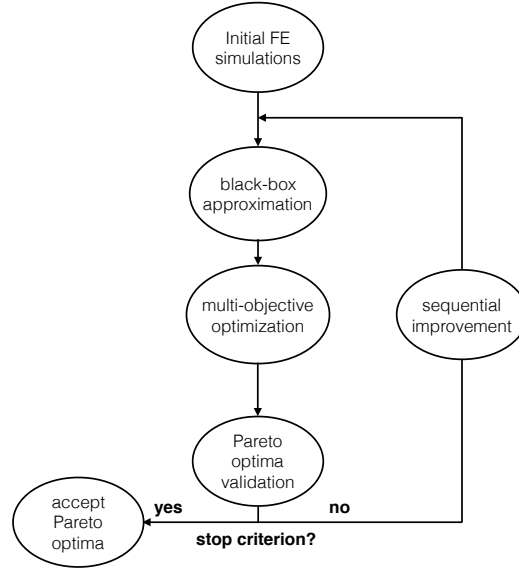 Initial FE
simulations
black-box
approximation
multi-objective
optimization
sequential
improvement
Pareto
optima
validation
accept
Pareto
optima
yes
no
stop criterion?